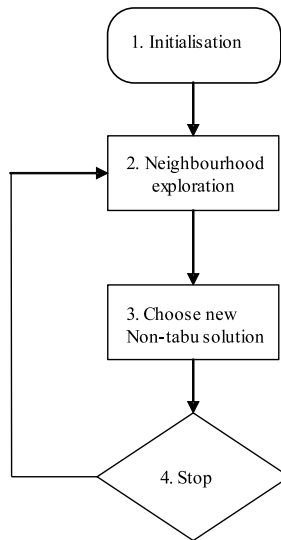 1. Initialisation
2. Neighbourhood
exploration
3. Choose new
Non-tabu solution
4. Stop